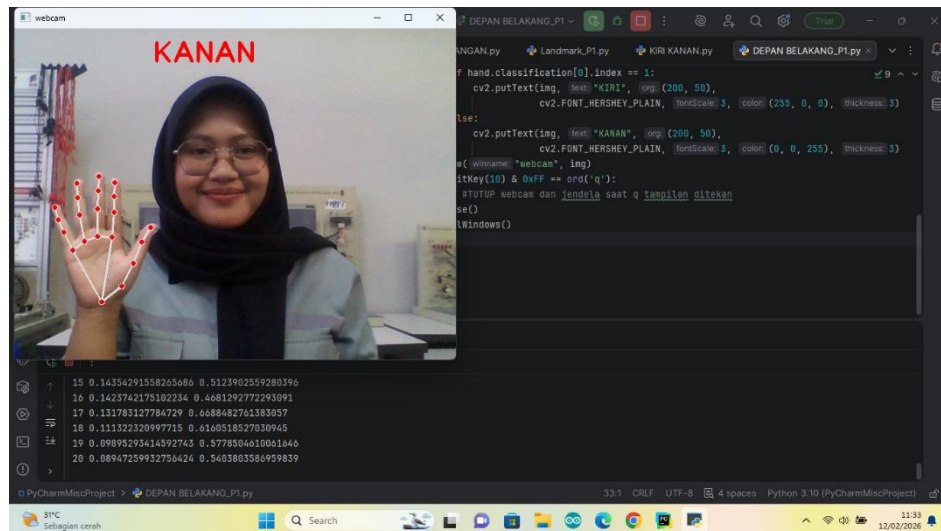 webcam
DEPAN BELAKANG_P1
Trial
KANAN
ANGAN.py
Landmark_P1.py
KIRI KANAN.py
DEPAN BELAKANG_P1.py
f hand.classification[0].index == 1:
9
cv2.putText(img, text: "KIRI", org: (200, 50),
cv2.FONT_HERSHEY_PLAIN, fontScale: 3, color: (255, 0, 0), thickness: 3)
lse:
cv2.putText(img, text: "KANAN", org: (200, 50),
cv2.FONT_HERSHEY_PLAIN, fontScale: 3, color: (0, 0, 255), thickness: 3)
w( winname: "webcam", img)
itKey(10) & 0xFF == ord('q'):
#TUTUP webcam dan jendela saat q tampilan ditekan
se()
lWindows()
15 0.14354291558265686 0.5123902559280396
16 0.1423742175102234 0.4681292772293091
17 0.131783127784729 0.6688482761383057
18 0.111322320997715 0.6160518527030945
19 0.09895293414592743 0.5778504610061646
20 0.08947259932756424 0.5403803586959839
PyCharmMiscProject > DEPAN BELAKANG_P1.py
33:1 CRLF UTF-8 4 spaces Python 3.10 (PyCharmMiscProject)
31°C
Sebagian cerah
Search
11:33
12/02/2026